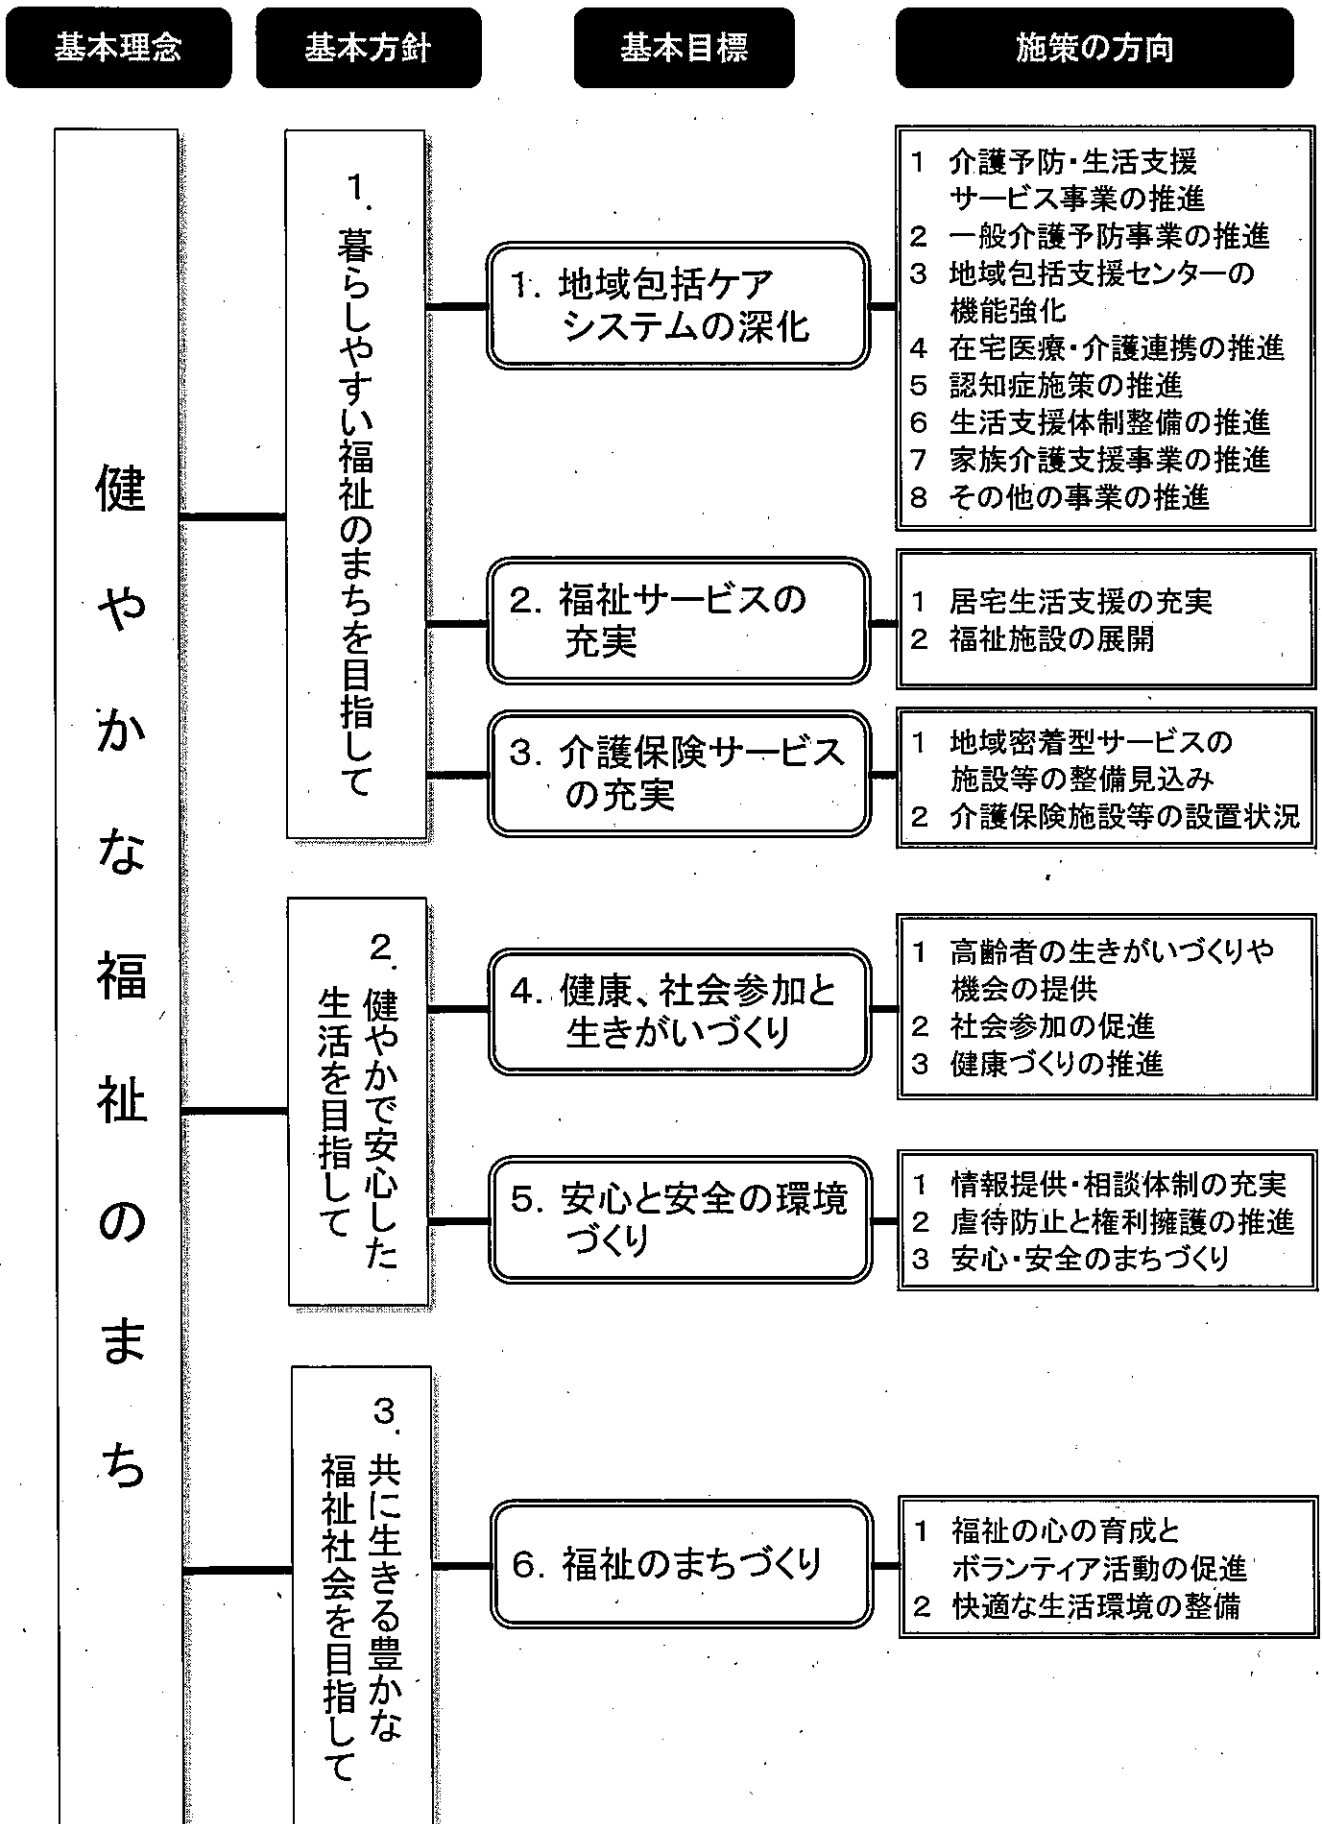 基本理念
基本方針
基本目標
施策の方向
健やかな福祉のまち
1. 暮らしやすい福祉のまちを目指して
1. 地域包括ケア
システムの深化
1 介護予防・生活支援
サービス事業の推進
2 一般介護予防事業の推進
3 地域包括支援センターの
機能強化
4 在宅医療・介護連携の推進
5 認知症施策の推進
6 生活支援体制整備の推進
7 家族介護支援事業の推進
8 その他の事業の推進
2. 福祉サービスの
充実
1 居宅生活支援の充実
2 福祉施設の展開
3. 介護保険サービス
の充実
1 地域密着型サービスの
施設等の整備見込み
2 介護保険施設等の設置状況
2. 健やかで安心した
生活を目指して
4. 健康、社会参加と
生きがいづくり
1 高齢者の生きがいづくりや
機会の提供
2 社会参加の促進
3 健康づくりの推進
5. 安心と安全の環境
づくり
1 情報提供・相談体制の充実
2 虐待防止と権利擁護の推進
3 安心・安全のまちづくり
3. 共に生きる豊かな
福祉社会を目指して
6. 福祉のまちづくり
1 福祉の心の育成と
ボランティア活動の促進
2 快適な生活環境の整備